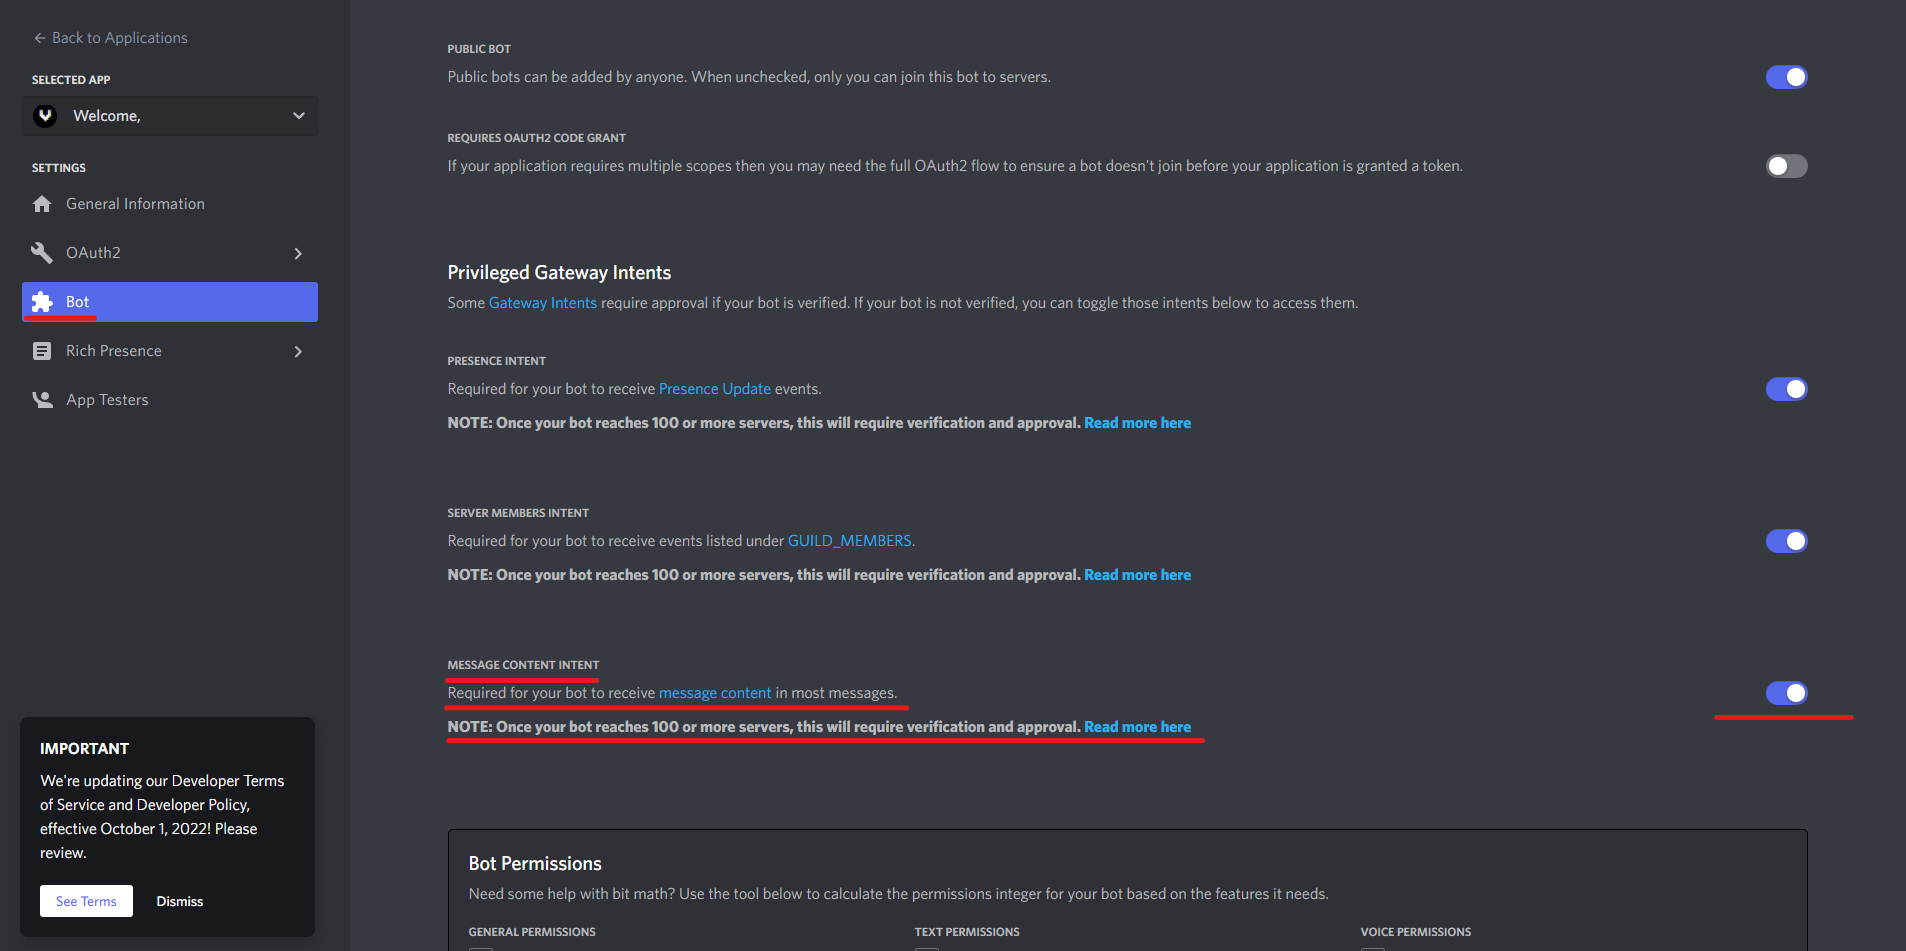 Back to Applications
SELECTED APP
Welcome,
SETTINGS
General Information
OAuth2
Bot
Rich Presence
App Testers
IMPORTANT
We're updating our Developer Terms
of Service and Developer Policy,
effective October 1, 2022! Please
review.
See Terms
Dismiss
PUBLIC BOT
Public bots can be added by anyone. When unchecked, only you can join this bot to servers.
REQUIRES OAUTH2 CODE GRANT
If your application requires multiple scopes then you may need the full OAuth2 flow to ensure a bot doesn't join before your application is granted a token.
Privileged Gateway Intents
Some Gateway Intents require approval if your bot is verified. If your bot is not verified, you can toggle those intents below to access them.
PRESENCE INTENT
Required for your bot to receive Presence Update events.
NOTE: Once your bot reaches 100 or more servers, this will require verification and approval. Read more here
SERVER MEMBERS INTENT
Required for your bot to receive events listed under GUILD_MEMBERS.
NOTE: Once your bot reaches 100 or more servers, this will require verification and approval. Read more here
MESSAGE CONTENT INTENT
Required for your bot to receive message content in most messages.
NOTE: Once your bot reaches 100 or more servers, this will require verification and approval. Read more here
Bot Permissions
Need some help with bit math? Use the tool below to calculate the permissions integer for your bot based on the features it needs.
GENERAL PERMISSIONS
TEXT PERMISSIONS
VOICE PERMISSIONS